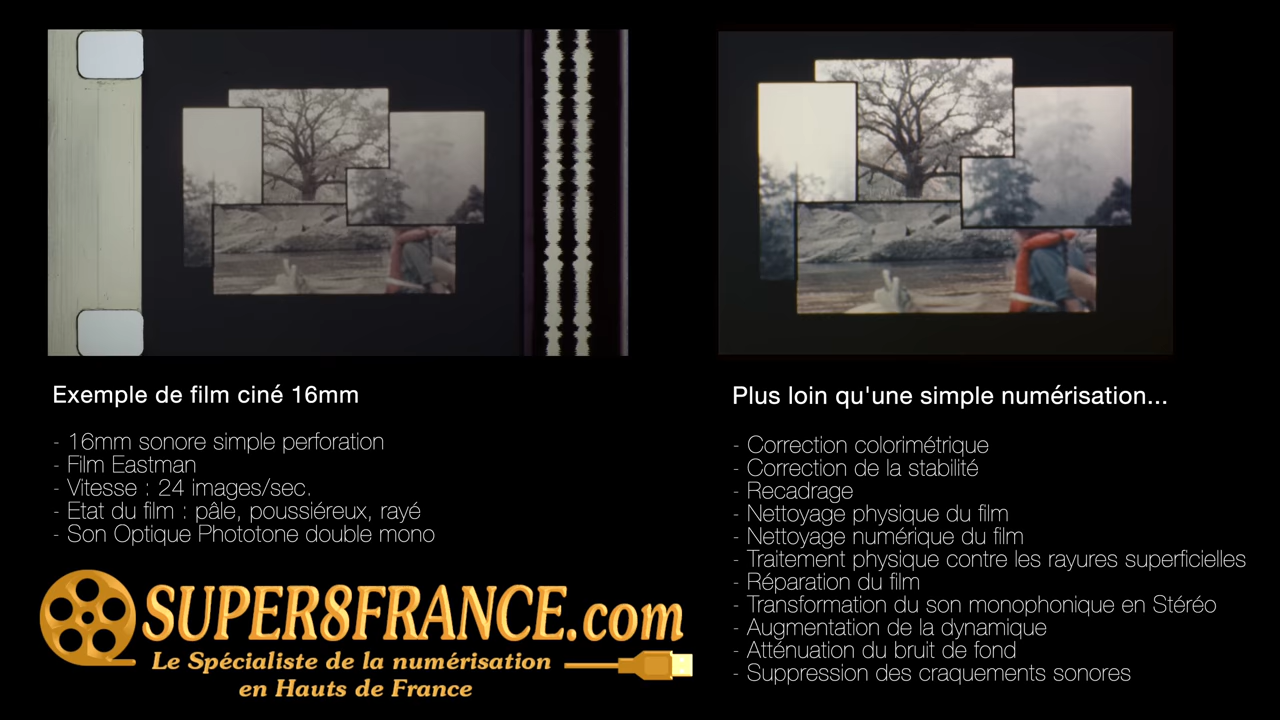 Exemple de film ciné 16mm
- 16mm sonore simple perforation
- Film Eastman
- Vitesse : 24 images/sec.
- Etat du film : pâle, poussiéreux, rayé
- Son Optique Phototone double mono
SUPER8FRANCE.com
Le Spécialiste de la numérisation
en Hauts de France
Plus loin qu'une simple numérisation...
- Correction colorimétrique
- Correction de la stabilité
- Recadrage
- Nettoyage physique du film
- Nettoyage numérique du film
- Traitement physique contre les rayures superficielles
- Réparation du film
- Transformation du son monophonique en Stéréo
- Augmentation de la dynamique
- Atténuation du bruit de fond
- Suppression des craquements sonores